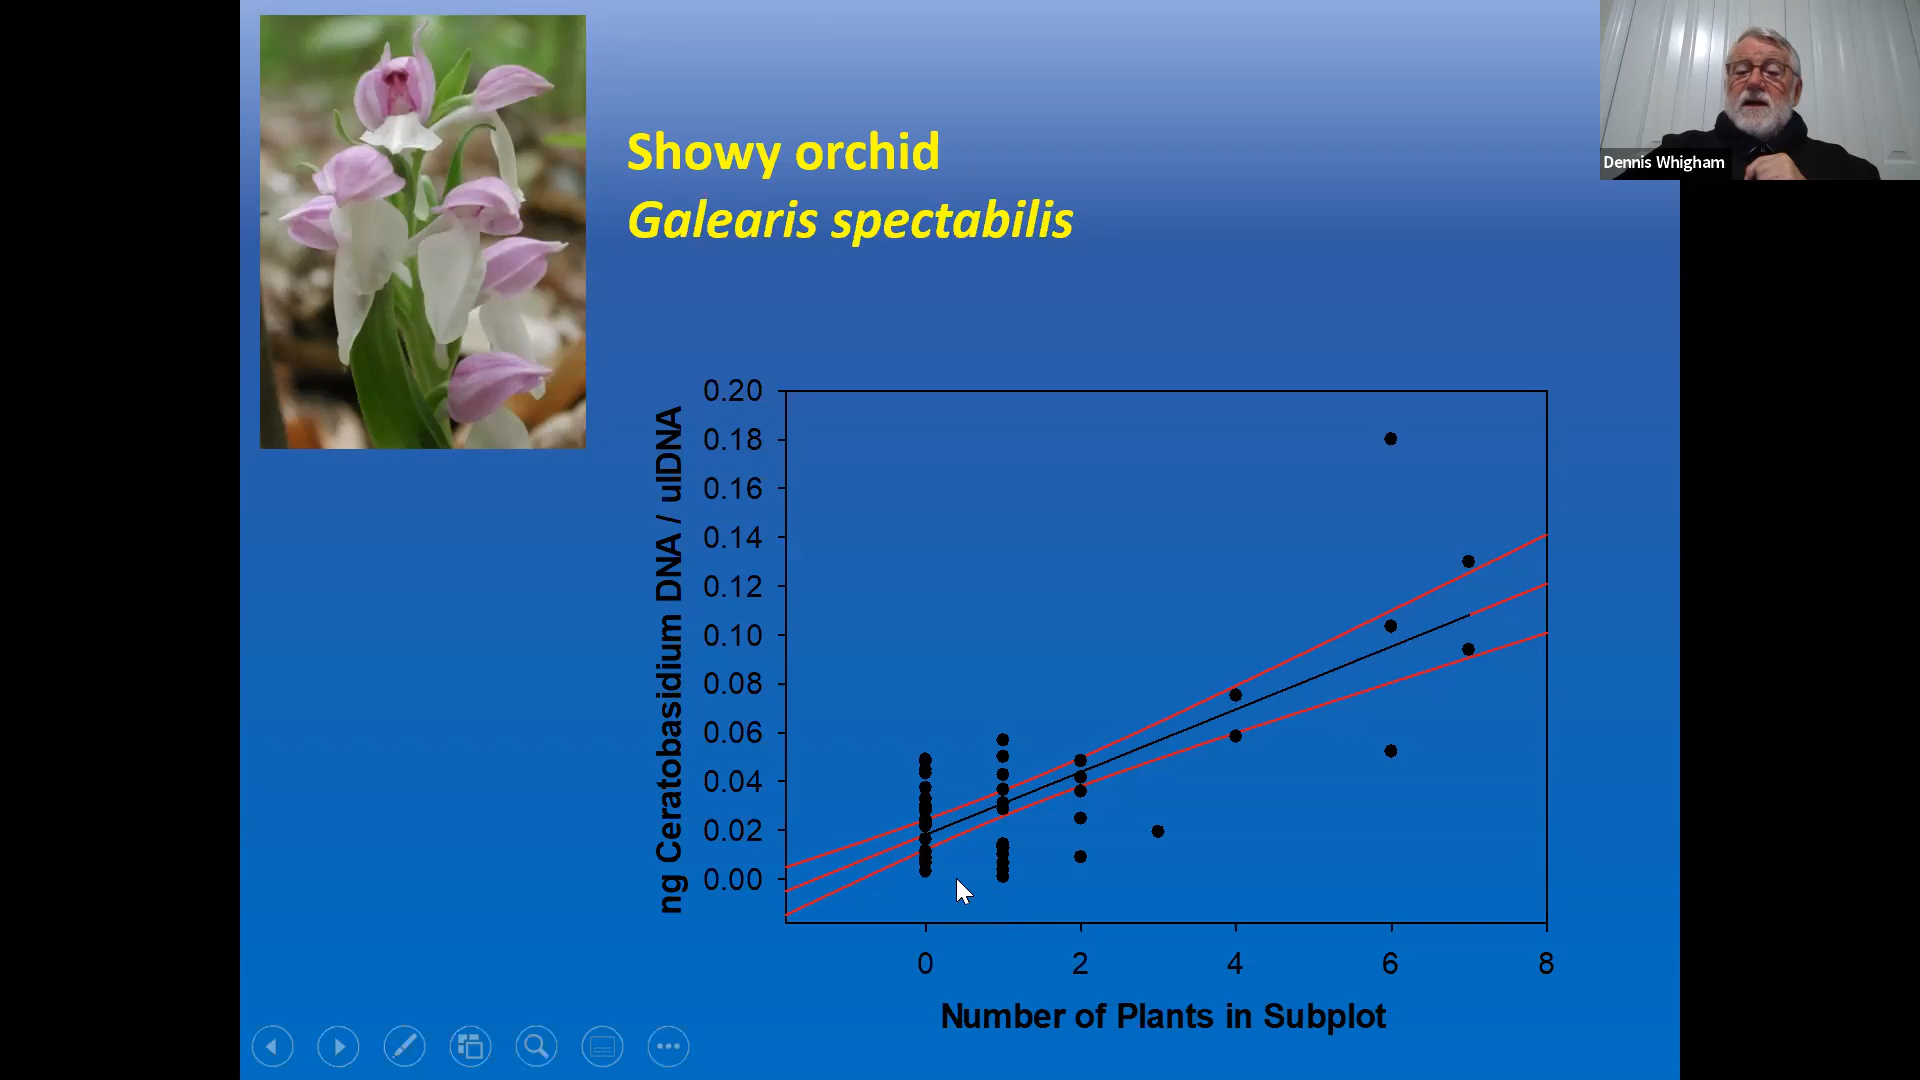 Showy orchid
Galearis spectabilis
Dennis Whigham
ng Ceratobasidium DNA / ulDNA
0.20
0.18
0.16
0.14
0.12
0.10
0.08
0.06
0.04
0.02
0.00
0 2 4 6 8
Number of Plants in Subplot